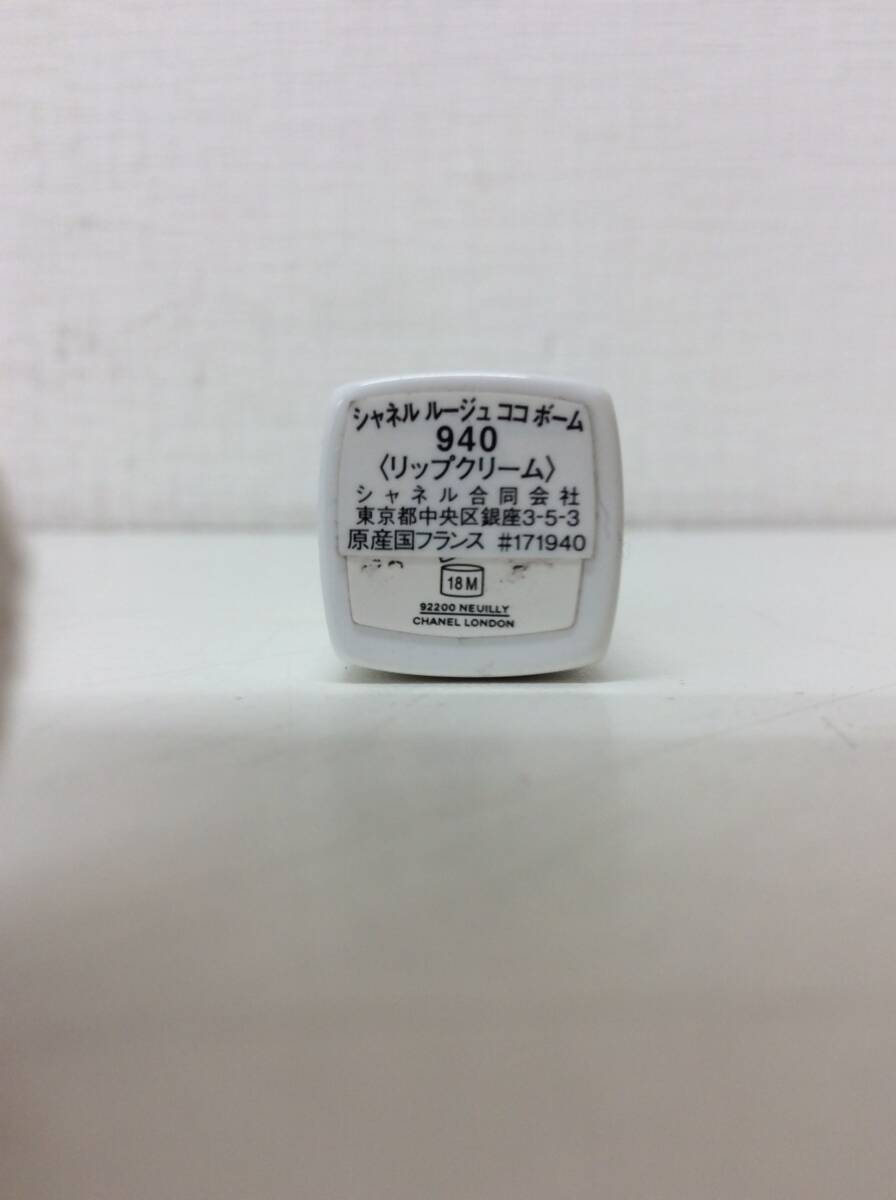 シャネル ルージュ ココ ボーム
940
〈リップクリーム〉
シャネル合同会社
東京都中央区銀座3-5-3
原産国フランス #171940
18M
92200 NEUILLY
CHANEL LONDON